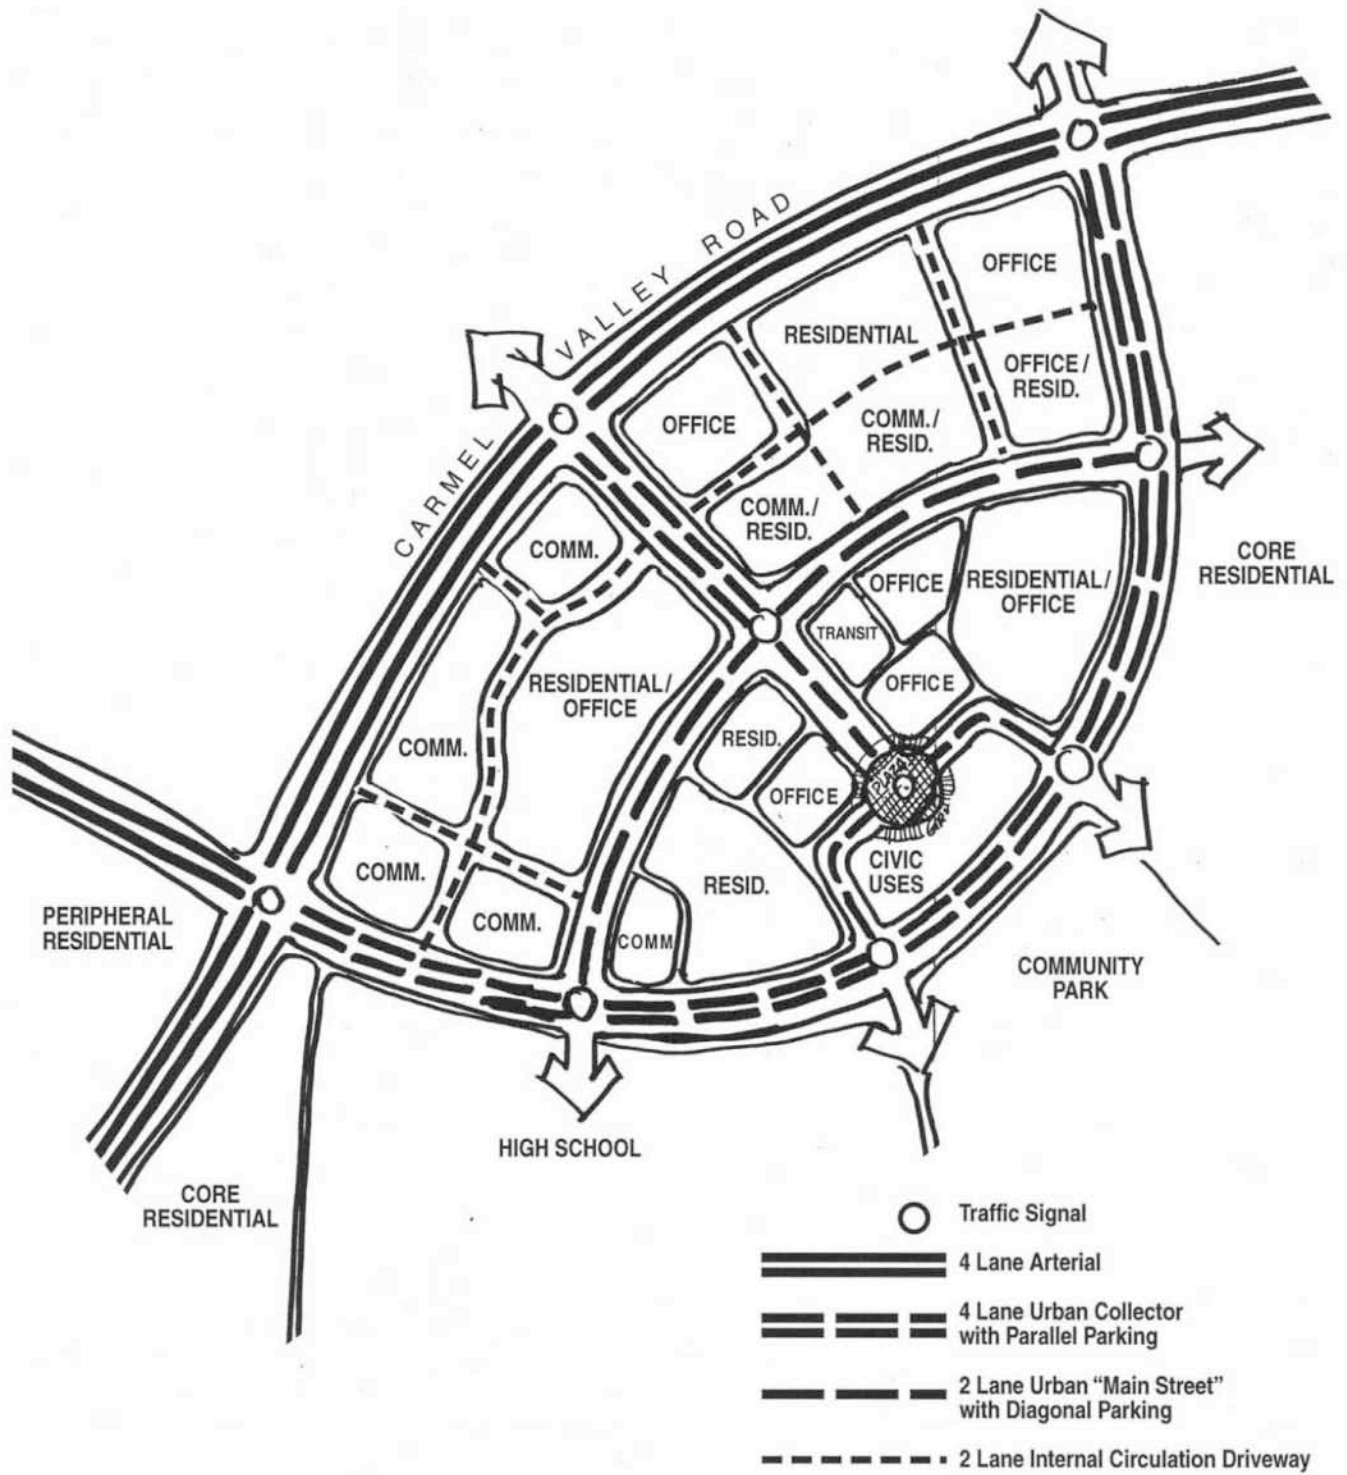 CARMEL VALLEY ROAD
OFFICE
RESIDENTIAL
OFFICE /
RESID.
OFFICE
COMM./
RESID.
COMM./
RESID.
COMM.
CORE
RESIDENTIAL
OFFICE
RESIDENTIAL/
OFFICE
TRANSIT
OFFICE
RESIDENTIAL/
OFFICE
COMM.
RESID.
PLAZA
OFFICE
CIVIC
USES
COMM.
RESID.
COMM.
COMM
PERIPHERAL
RESIDENTIAL
COMMUNITY
PARK
HIGH SCHOOL
CORE
RESIDENTIAL
Traffic Signal
4 Lane Arterial
4 Lane Urban Collector
with Parallel Parking
2 Lane Urban “Main Street”
with Diagonal Parking
2 Lane Internal Circulation Driveway